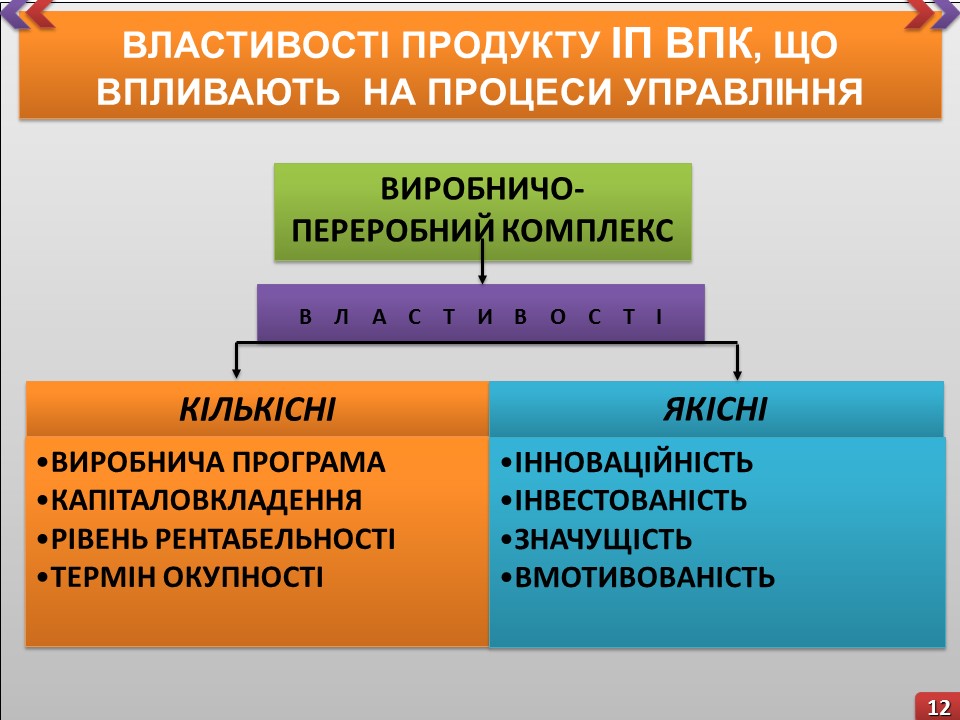 ВЛАСТИВОСТІ ПРОДУКТУ ІП ВПК, ЩО
ВПЛИВАЮТЬ НА ПРОЦЕСИ УПРАВЛІННЯ
ВИРОБНИЧО-
ПЕРЕРОБНИЙ КОМПЛЕКС
В Л А С Т И В О С Т І
КІЛЬКІСНІ
•ВИРОБНИЧА ПРОГРАМА
•КАПІТАЛОВКЛАДЕННЯ
•РІВЕНЬ РЕНТАБЕЛЬНОСТІ
•ТЕРМІН ОКУПНОСТІ
ЯКІСНІ
•ІННОВАЦІЙНІСТЬ
•ІНВЕСТОВАНІСТЬ
•ЗНАЧУЩІСТЬ
•ВМОТИВОВАНІСТЬ
12